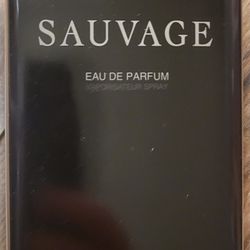 SAUVAGE
EAU DE PARFUM
VAPORISATEUR SPRAY